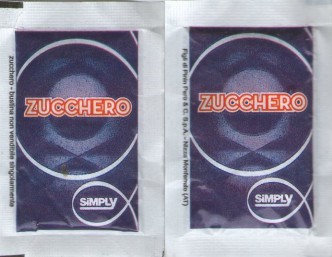 zucchero - bustina non vendibile singolarmente
ZUCCHERO
SIMPLY
Figli di Pinin Pero & C. S.p.A. - Nizza Monferrato (AT)
ZUCCHERO
SIMPLY